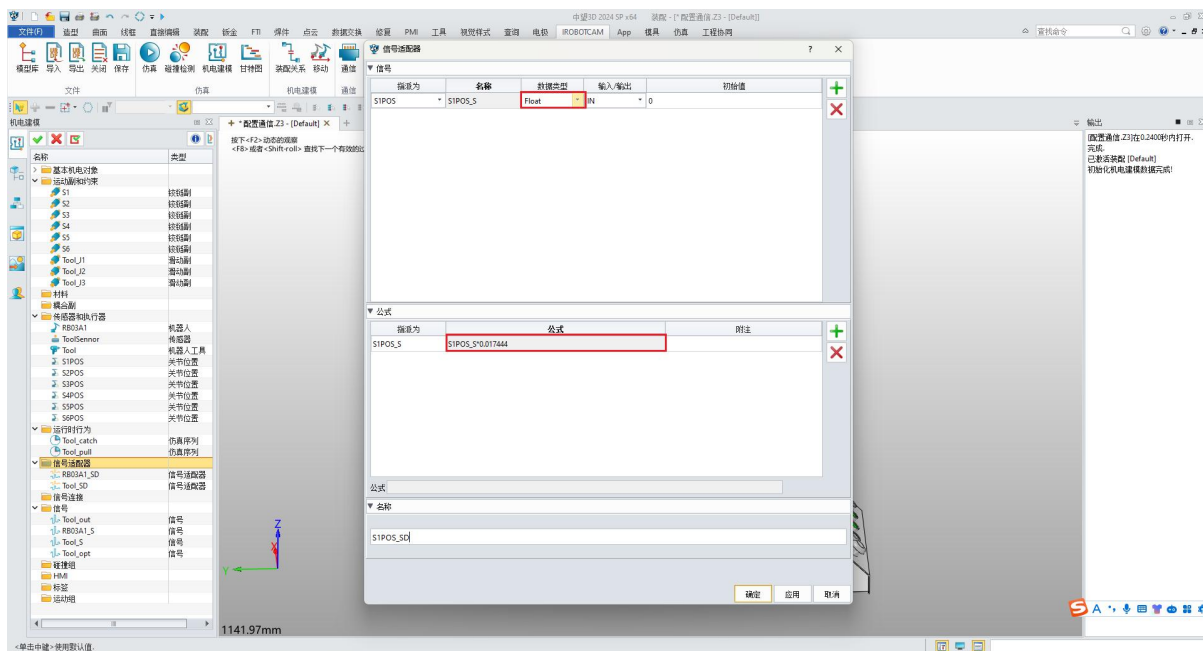 中望3D 2024 SP x64 装配 - [* 配置通信.Z3 - [Default]]
文件(F) 造型 曲面 线框 直接编辑 装配 钣金 FTI 焊件 点云 数据交换 修复 PMI 工具 视觉样式 查询 电极 IROBOTCAM App 模具 仿真 工程协同 查找命令
模型库 导入 导出 关闭 保存 仿真 碰撞检测 机电建模 甘特图 装配关系 移动 通信
文件 仿真 机电建模 通信
机电建模
+ * 配置通信.Z3 - [Default] × +
按下<F2>动态的观察
<F8> 或者<Shift-roll> 查找下一个有效的
名称 类型
基本机电对象
运动副和约束
S1 铰链副
S2 铰链副
S3 铰链副
S4 铰链副
S5 铰链副
S6 铰链副
Tool_J1 滑动副
Tool_J2 滑动副
Tool_J3 滑动副
材料
耦合副
传感器和执行器
RB03A1 机器人
ToolSennor 传感器
Tool 机器人工具
S1POS 关节位置
S2POS 关节位置
S3POS 关节位置
S4POS 关节位置
S5POS 关节位置
S6POS 关节位置
运行时行为
Tool_catch 仿真序列
Tool_pull 仿真序列
信号适配器
RB03A1_SD 信号适配器
Tool_SD 信号适配器
信号连接
信号
Tool_out 信号
RB03A1_S 信号
Tool_S 信号
Tool_opt 信号
碰撞组
HMI
标签
运动组
Z
X
Y
1141.97mm
<单击中键>使用默认值.
信号适配器 ? ×
信号
指派为 名称 数据类型 输入/输出 初始值
S1POS S1POS_S Float IN 0
公式
指派为 公式 附注
S1POS_S S1POS_S*0.017444
公式
名称
S1POS_SD
确定 应用 取消
输出
[配置通信.Z3]在0.2400秒内打开.
完成.
已激活装配 [Default]
初始化机电建模数据完成!
S A